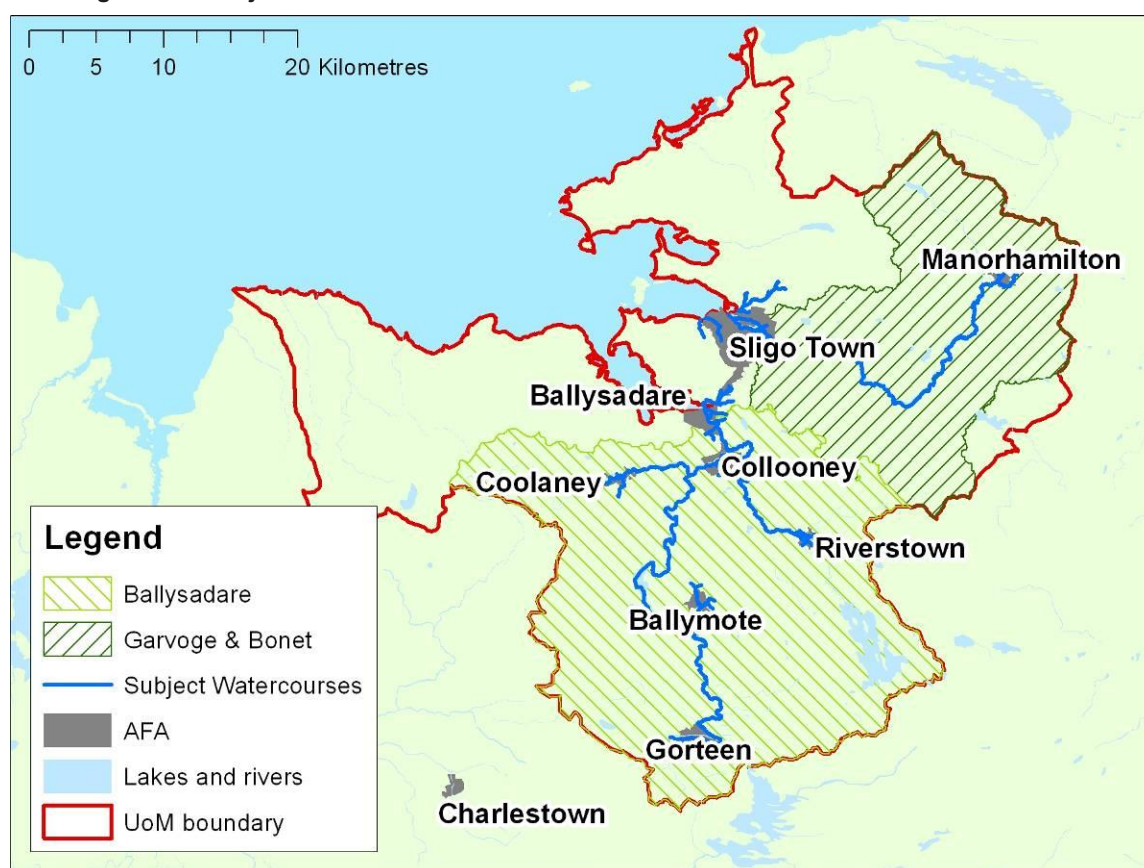 0 5 10 20 Kilometres
Manorhamilton
Sligo Town
Ballysadare
Collooney
Coolaney
Riverstown
Ballymote
Gorteen
Charlestown
Legend
Ballysadare
Garvoge & Bonet
Subject Watercourses
AFA
Lakes and rivers
UoM boundary